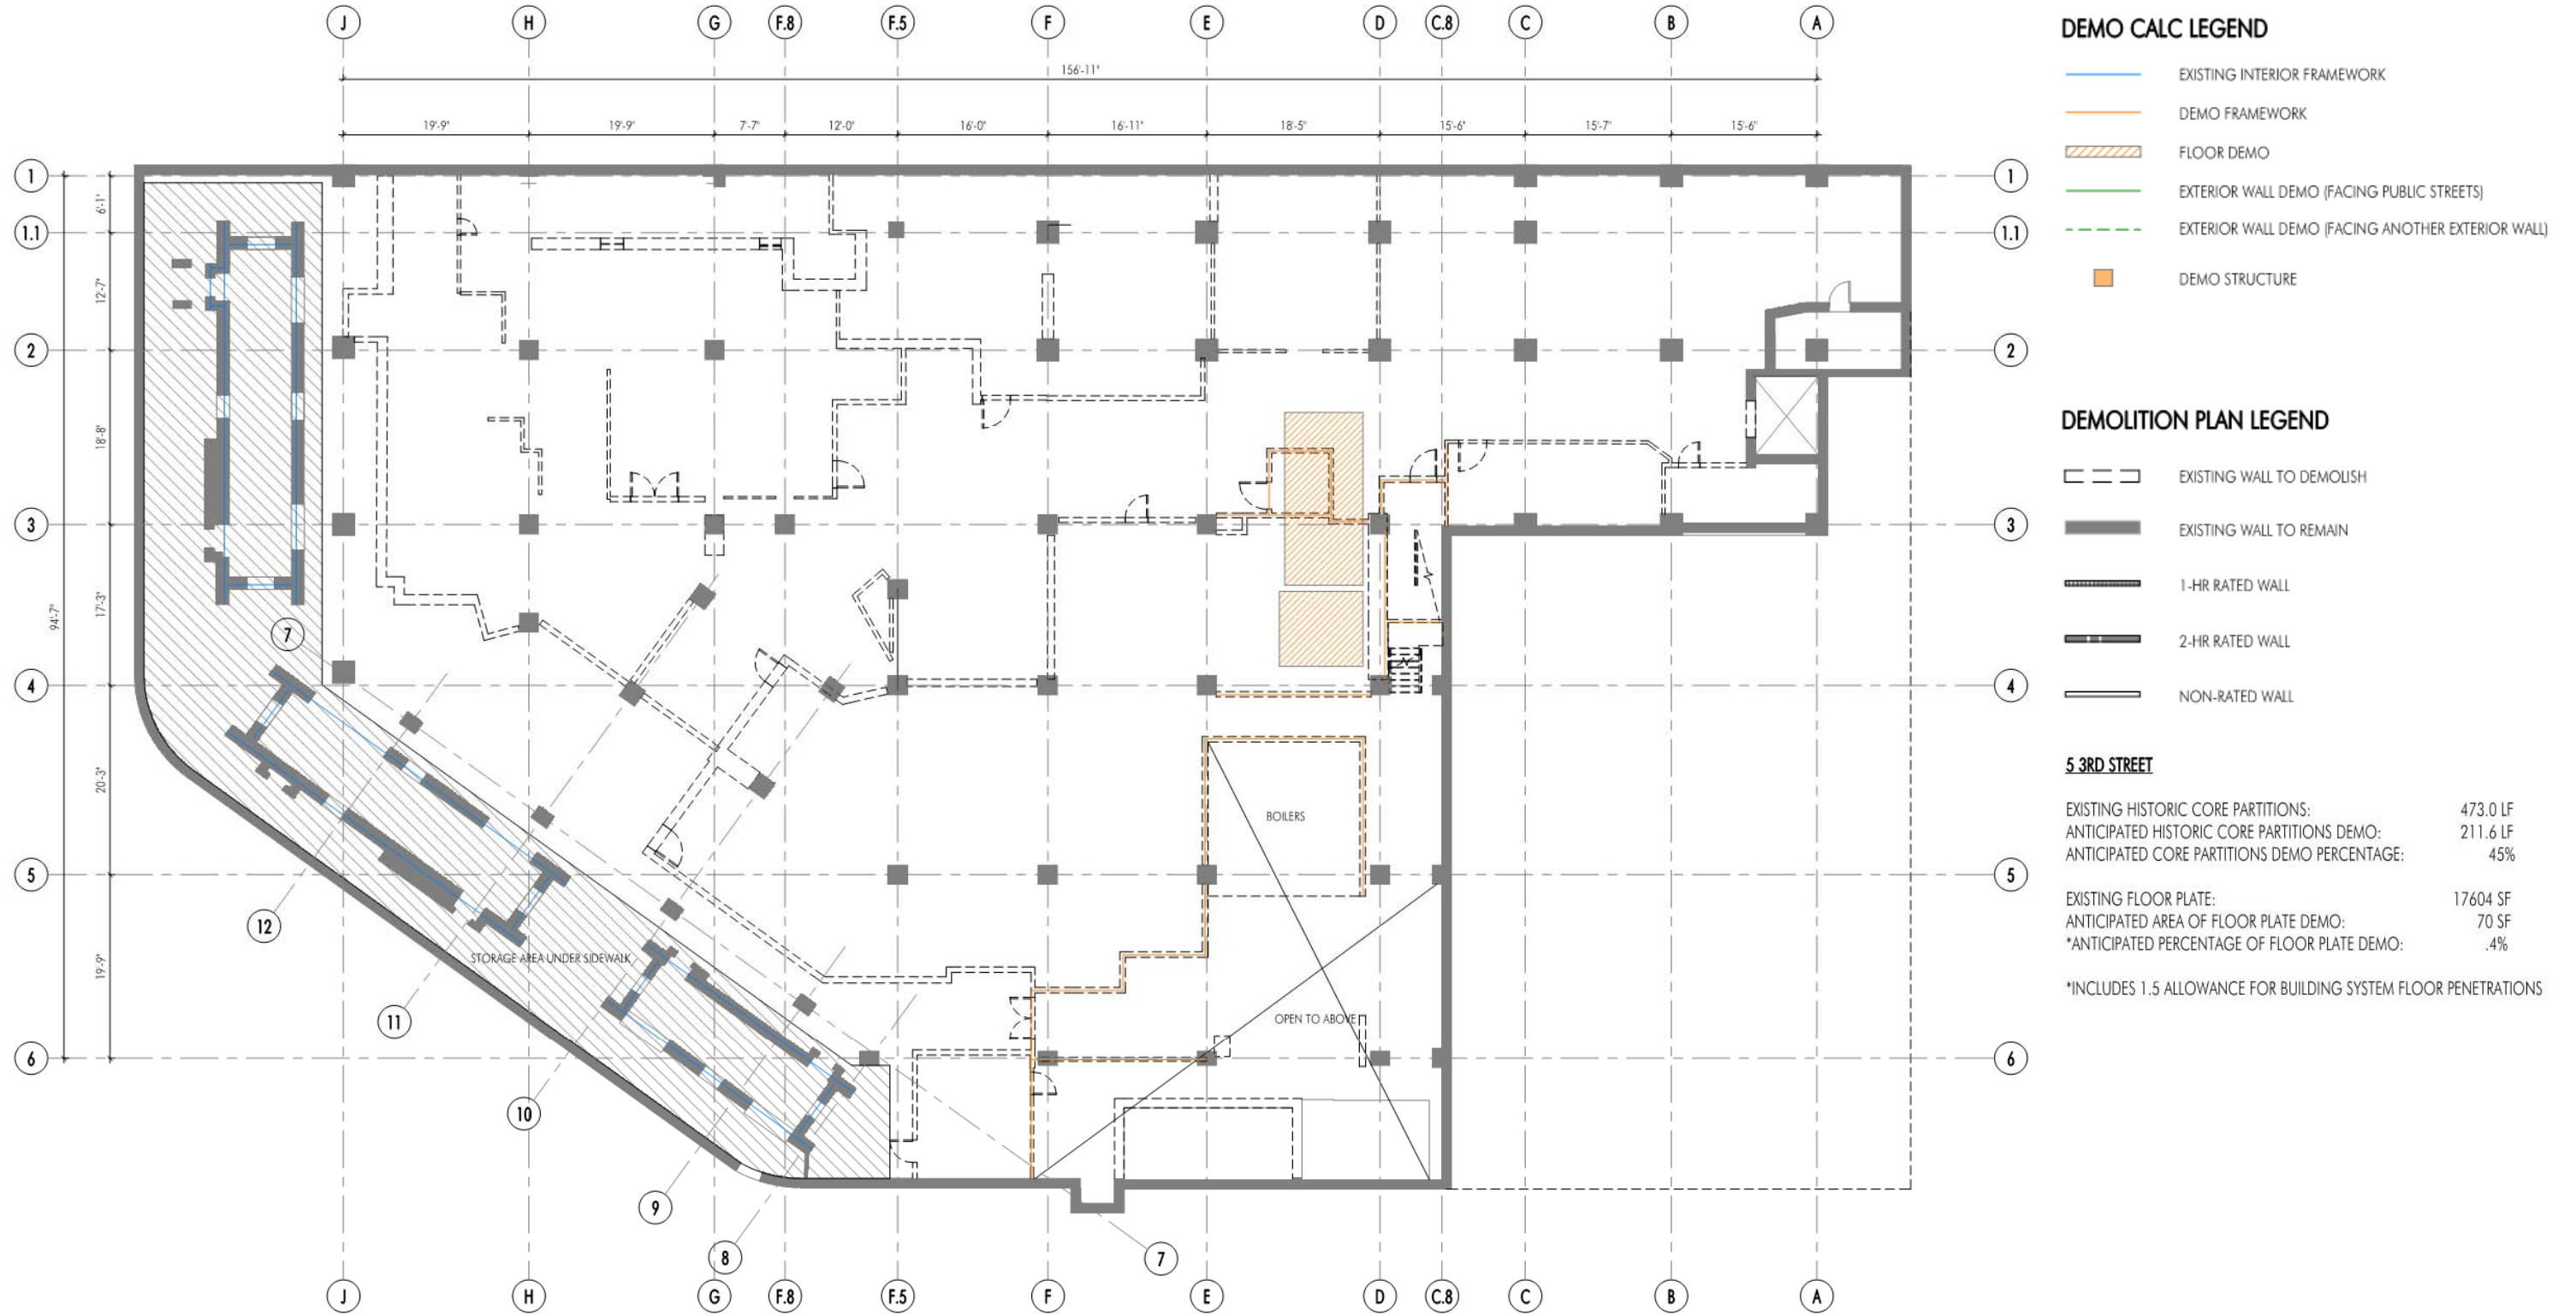 J H G F.8 F.5 F E D C.8 C B A
156'-11"
19'-9" 19'-9" 7'-7" 12'-0" 16'-0" 16'-11" 18'-5" 15'-6" 15'-7" 15'-6"
1 1
6'-1"
1.1 1.1
12'-7"
2 2
18'-8"
3 3
17'-3"
94'-7"
7
4 4
20'-3"
BOILERS
5 5
12
STORAGE AREA UNDER SIDEWALK
19'-9"
11
OPEN TO ABOVE
6 6
10
9
8
7
J H G F.8 F.5 F E D C.8 C B A
DEMO CALC LEGEND
EXISTING INTERIOR FRAMEWORK
DEMO FRAMEWORK
FLOOR DEMO
EXTERIOR WALL DEMO (FACING PUBLIC STREETS)
EXTERIOR WALL DEMO (FACING ANOTHER EXTERIOR WALL)
DEMO STRUCTURE
DEMOLITION PLAN LEGEND
EXISTING WALL TO DEMOLISH
EXISTING WALL TO REMAIN
1-HR RATED WALL
2-HR RATED WALL
NON-RATED WALL
5 3RD STREET
EXISTING HISTORIC CORE PARTITIONS: 473.0 LF
ANTICIPATED HISTORIC CORE PARTITIONS DEMO: 211.6 LF
ANTICIPATED CORE PARTITIONS DEMO PERCENTAGE: 45%
EXISTING FLOOR PLATE: 17604 SF
ANTICIPATED AREA OF FLOOR PLATE DEMO: 70 SF
*ANTICIPATED PERCENTAGE OF FLOOR PLATE DEMO: .4%
*INCLUDES 1.5 ALLOWANCE FOR BUILDING SYSTEM FLOOR PENETRATIONS